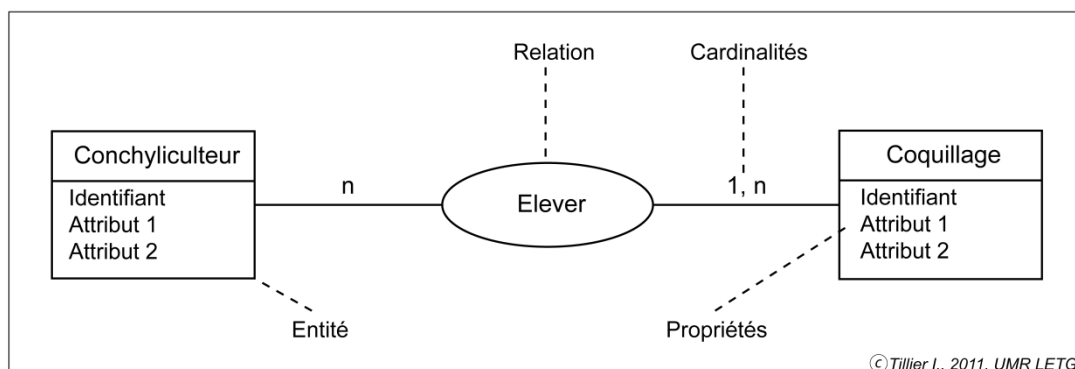 Relation
Cardinalités
Conchyliculteur
Identifiant
Attribut 1
Attribut 2
n
Elever
1, n
Coquillage
Identifiant
Attribut 1
Attribut 2
Entité
Propriétés
© Tillier I., 2011, UMR LETG